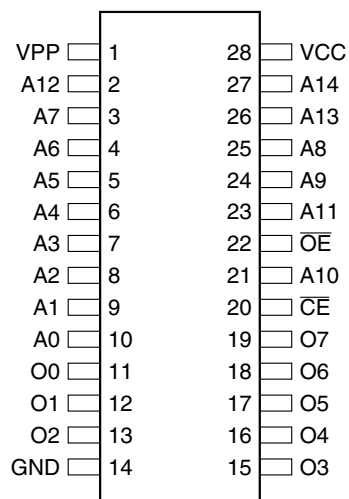 VPP 1 28 VCC
A12 2 27 A14
A7 3 26 A13
A6 4 25 A8
A5 5 24 A9
A4 6 23 A11
A3 7 22 O̅E̅
A2 8 21 A10
A1 9 20 C̅E̅
A0 10 19 O7
O0 11 18 O6
O1 12 17 O5
O2 13 16 O4
GND 14 15 O3